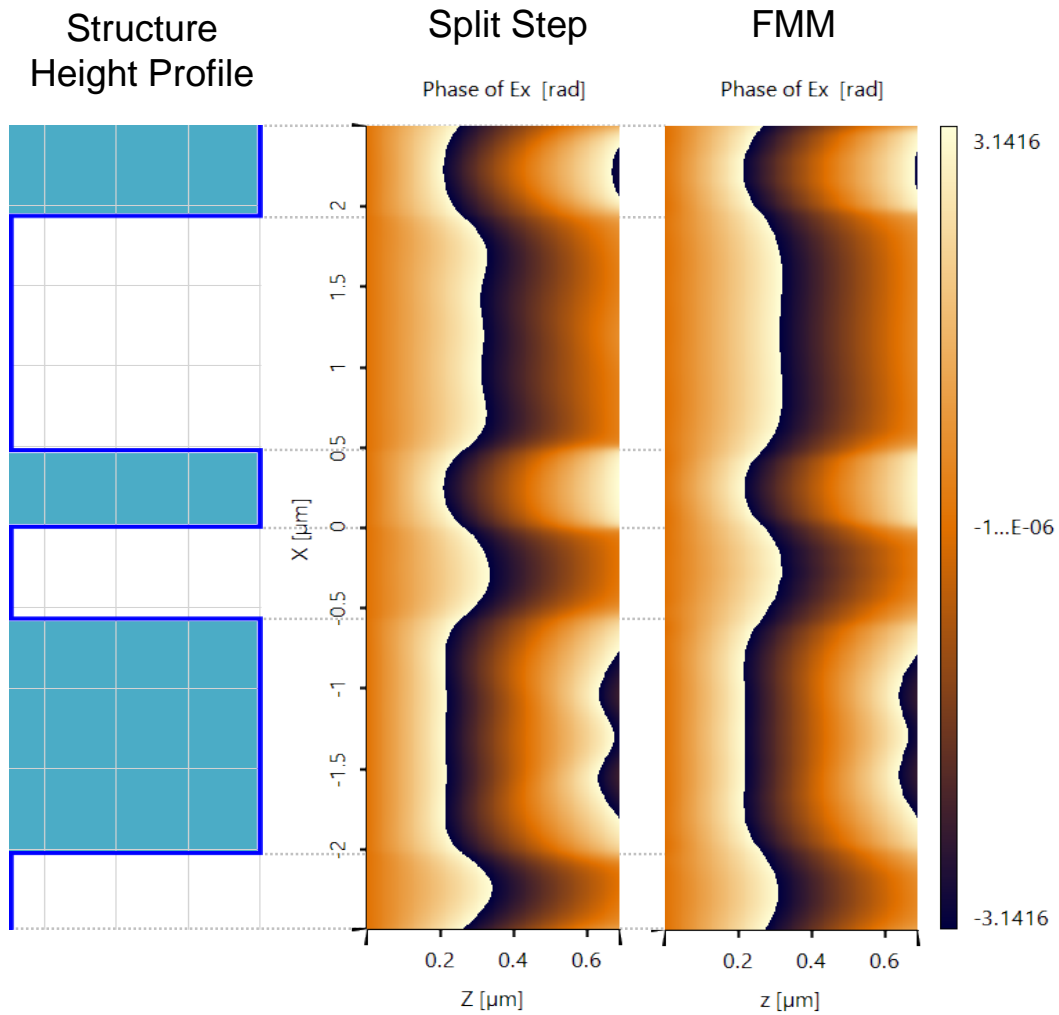 Structure
Height Profile
Split Step
FMM
Phase of Ex [rad]
Phase of Ex [rad]
3.1416
-1...E-06
-3.1416
X [µm]
2
1.5
1
0.5
0
-0.5
-1
-1.5
-2
0.2
0.4
0.6
Z [µm]
0.2
0.4
0.6
z [µm]